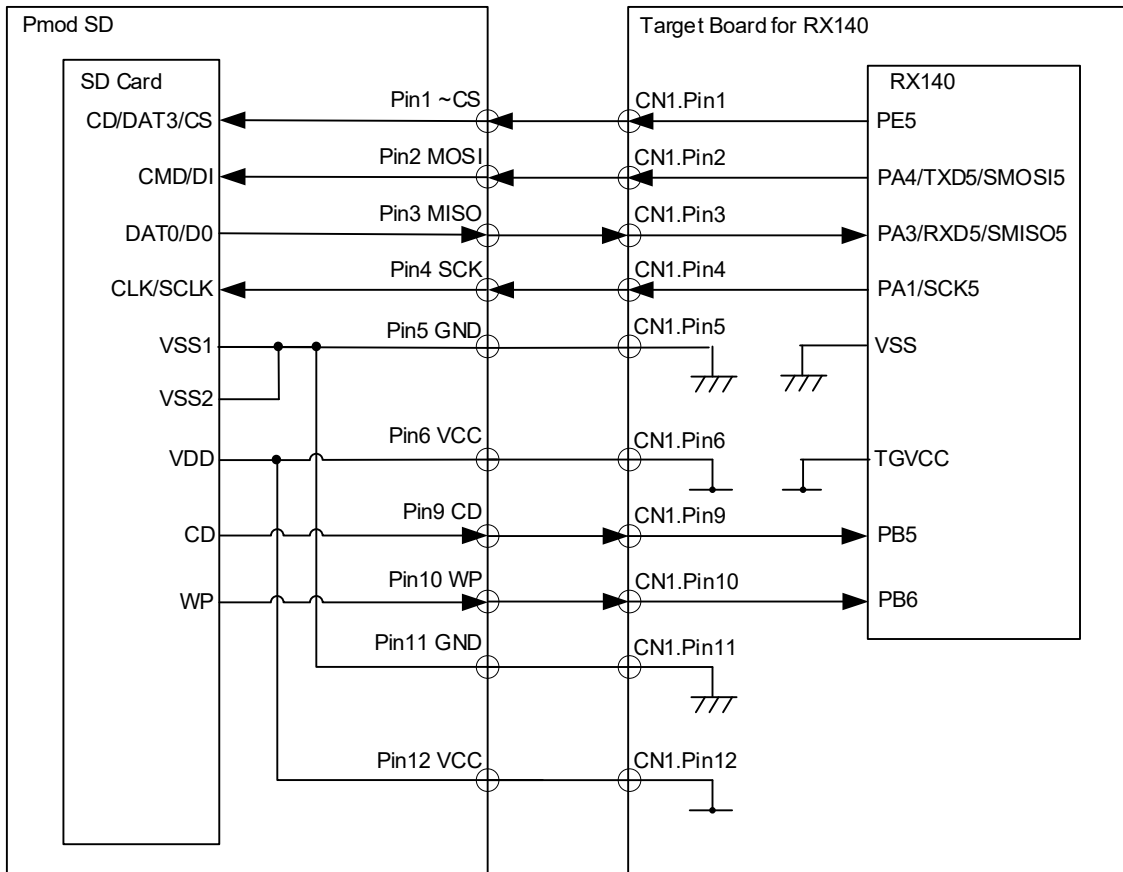 Pmod SD
Target Board for RX140
SD Card
RX140
CD/DAT3/CS
Pin1 ~CS
CN1.Pin1
PE5
CMD/DI
Pin2 MOSI
CN1.Pin2
PA4/TXD5/SMOSI5
DAT0/D0
Pin3 MISO
CN1.Pin3
PA3/RXD5/SMISO5
CLK/SCLK
Pin4 SCK
CN1.Pin4
PA1/SCK5
VSS1
Pin5 GND
CN1.Pin5
VSS
VSS2
VDD
Pin6 VCC
CN1.Pin6
TGVCC
CD
Pin9 CD
CN1.Pin9
PB5
WP
Pin10 WP
CN1.Pin10
PB6
Pin11 GND
CN1.Pin11
Pin12 VCC
CN1.Pin12